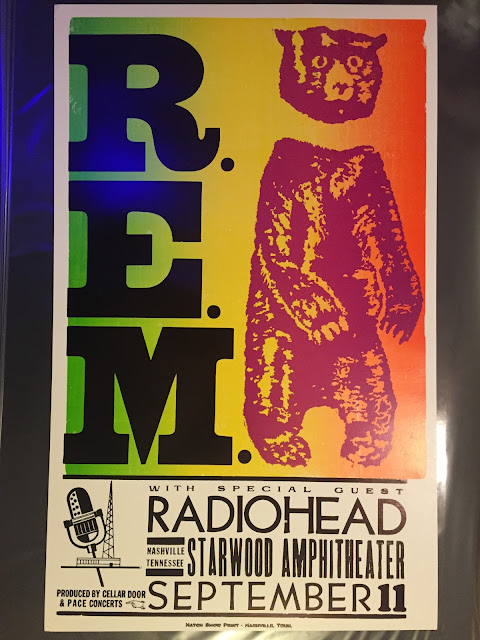 R.
E.
M.
WITH SPECIAL GUEST
RADIOHEAD
NASHVILLE
TENNESSEE
STARWOOD AMPHITHEATER
SEPTEMBER 11
PRODUCED BY CELLAR DOOR
& PACE CONCERTS
HATCH SHOW PRINT - NASHVILLE, TENN.